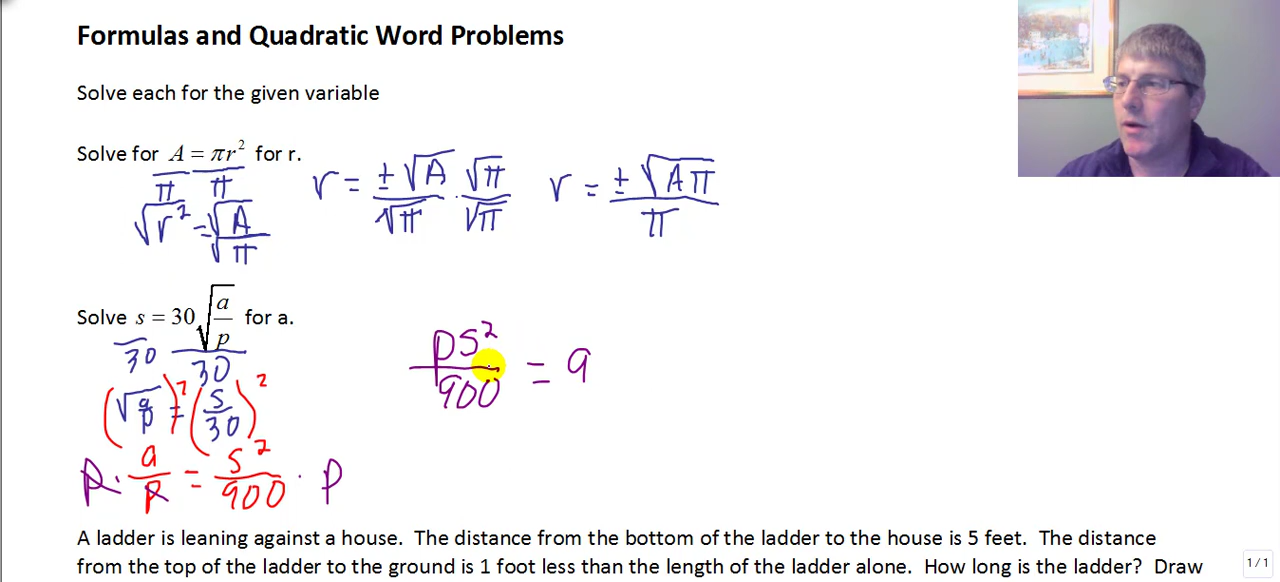 Formulas and Quadratic Word Problems
Solve each for the given variable
Solve for A = πr² for r.
π π
√r² = √A/√π
r = ±√A/√π · √π/√π r = ±√(Aπ)/π
Solve s = 30√(a/p) for a.
30 30
(√(a/p))² = (s/30)²
p · a/p = s²/900 · p
ps²/900 = a
A ladder is leaning against a house. The distance from the bottom of the ladder to the house is 5 feet. The distance
from the top of the ladder to the ground is 1 foot less than the length of the ladder alone. How long is the ladder? Draw
1/1